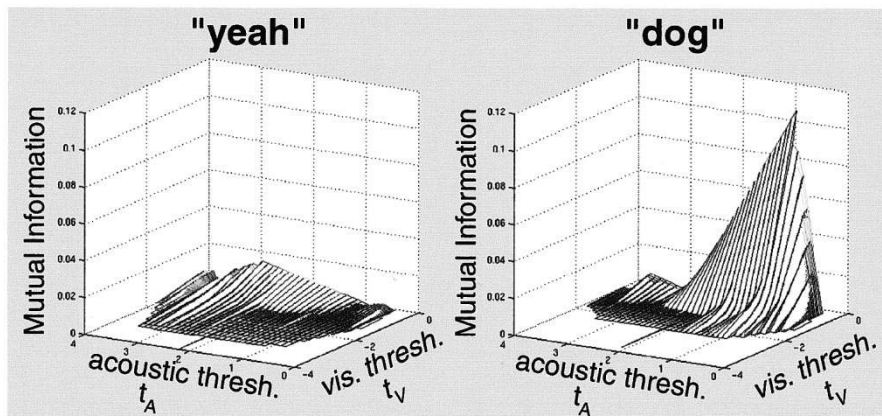 "yeah"
Mutual Information
0.12
0.1
0.08
0.06
0.04
0.02
0
4
3
2
1
0
acoustic thresh.
t_A
-4
-2
0
vis. thresh.
t_V
"dog"
Mutual Information
0.12
0.1
0.08
0.06
0.04
0.02
0
4
3
2
1
0
acoustic thresh.
t_A
-4
-2
0
vis. thresh.
t_V